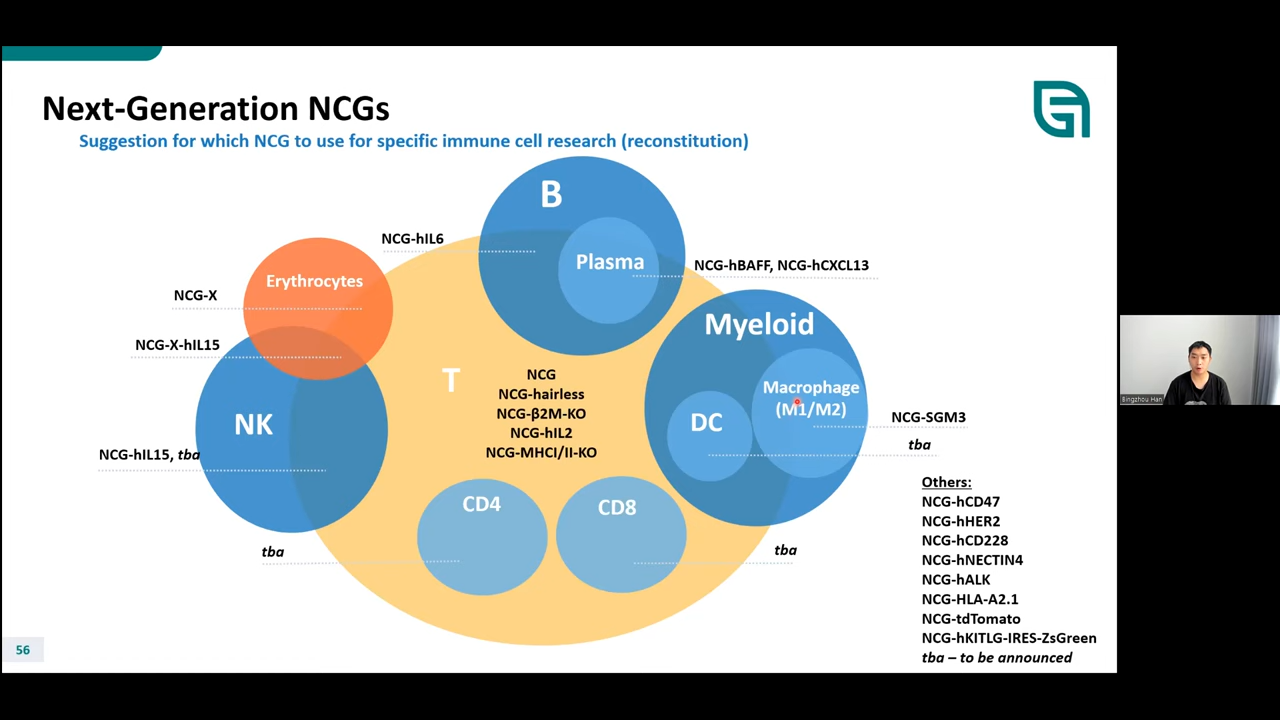 Next-Generation NCGs
Suggestion for which NCG to use for specific immune cell research (reconstitution)
B
NCG-hIL6
Plasma
NCG-hBAFF, NCG-hCXCL13
Erythrocytes
NCG-X
Myeloid
NCG-X-hIL15
T
NCG
NCG-hairless
NCG-β2M-KO
NCG-hIL2
NCG-MHCI/II-KO
Macrophage
(M1/M2)
DC
NK
NCG-SGM3
tba
NCG-hIL15, tba
CD4
CD8
tba
tba
Others:
NCG-hCD47
NCG-hHER2
NCG-hCD228
NCG-hNECTIN4
NCG-hALK
NCG-HLA-A2.1
NCG-tdTomato
NCG-hKITLG-IRES-ZsGreen
tba – to be announced
56
Bingzhou Han